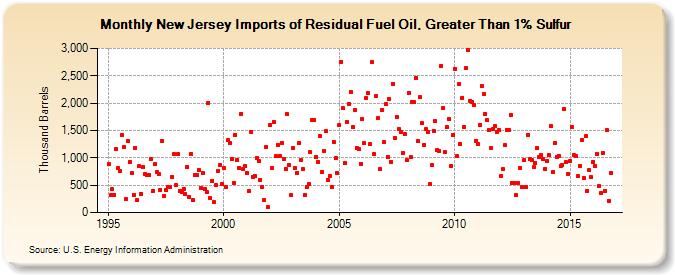 Monthly New Jersey Imports of Residual Fuel Oil, Greater Than 1% Sulfur
Thousand Barrels
3,000
2,500
2,000
1,500
1,000
500
0
1995 2000 2005 2010 2015
Source: U.S. Energy Information Administration